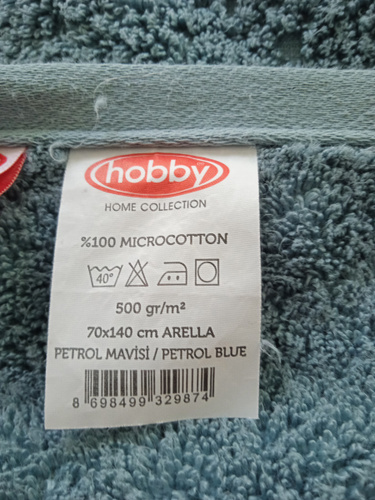 hobby
HOME COLLECTION
%100 MICROCOTTON
40°
500 gr/m²
70x140 cm ARELLA
PETROL MAVİSİ / PETROL BLUE
8 698499 329874